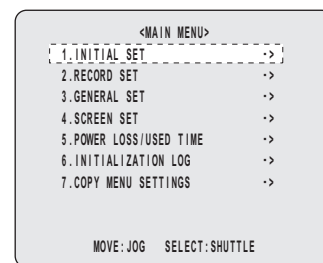 <MAIN MENU>
1.INITIAL SET ->
2.RECORD SET ->
3.GENERAL SET ->
4.SCREEN SET ->
5.POWER LOSS/USED TIME ->
6.INITIALIZATION LOG ->
7.COPY MENU SETTINGS ->
MOVE:JOG SELECT:SHUTTLE